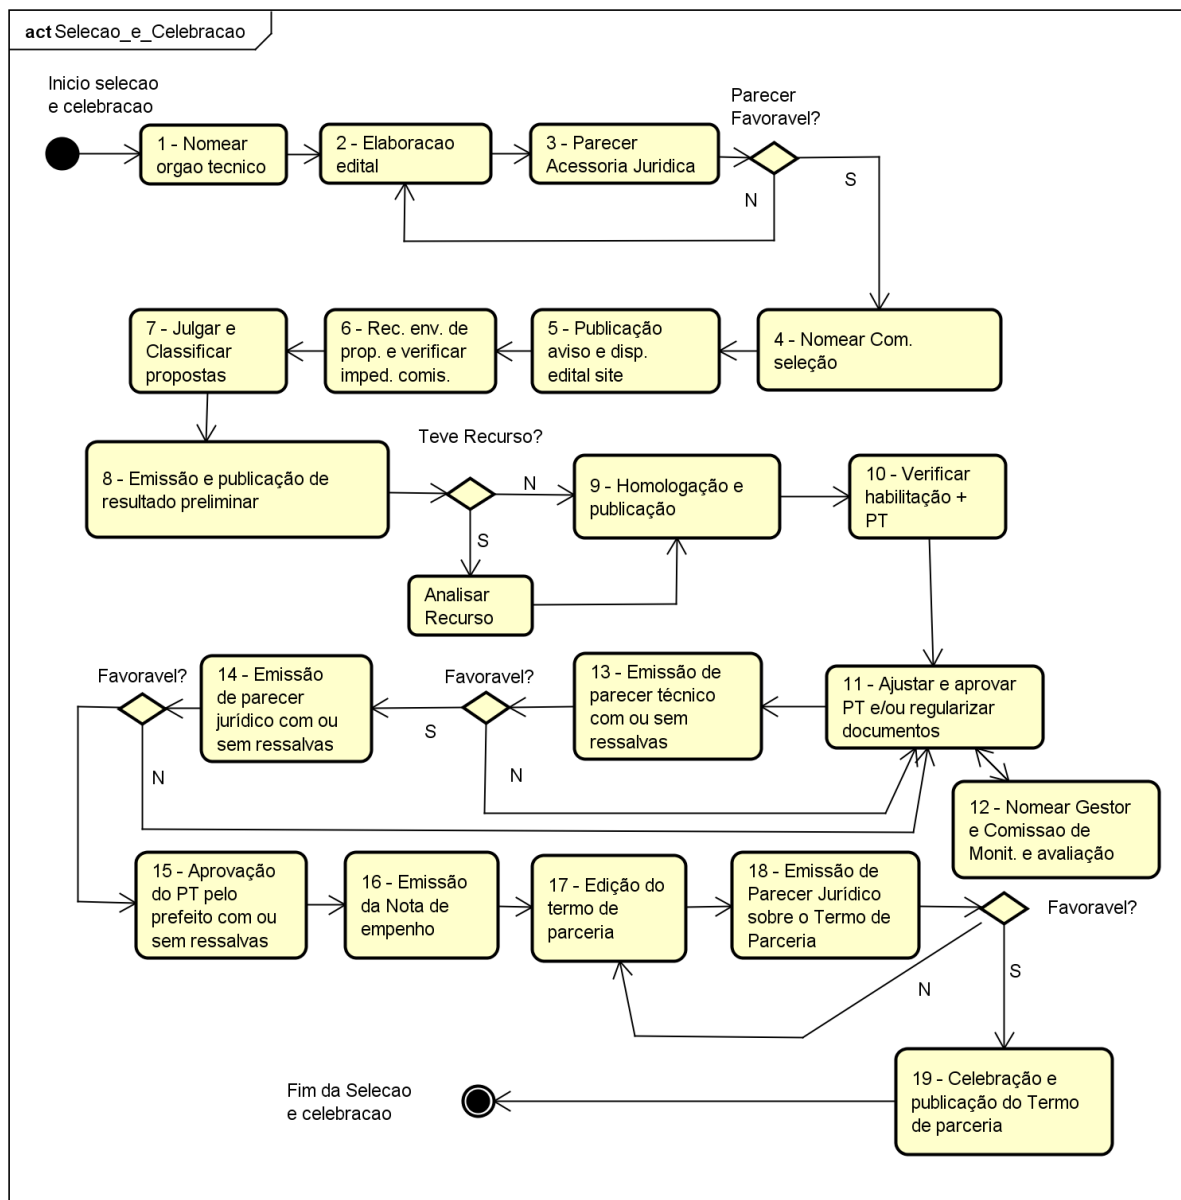 act Selecao_e_Celebracao
Inicio selecao
e celebracao
1 - Nomear
orgao tecnico
2 - Elaboracao
edital
3 - Parecer
Acessoria Juridica
Parecer
Favoravel?
N
S
4 - Nomear Com.
seleção
5 - Publicação
aviso e disp.
edital site
6 - Rec. env. de
prop. e verificar
imped. comis.
7 - Julgar e
Classificar
propostas
8 - Emissão e publicação de
resultado preliminar
Teve Recurso?
N
S
Analisar
Recurso
9 - Homologação e
publicação
10 - Verificar
habilitação +
PT
11 - Ajustar e aprovar
PT e/ou regularizar
documentos
12 - Nomear Gestor
e Comissao de
Monit. e avaliação
13 - Emissão de
parecer técnico
com ou sem
ressalvas
Favoravel?
S
N
14 - Emissão
de parecer
jurídico com ou
sem ressalvas
Favoravel?
N
15 - Aprovação
do PT pelo
prefeito com ou
sem ressalvas
16 - Emissão
da Nota de
empenho
17 - Edição do
termo de
parceria
18 - Emissão de
Parecer Jurídico
sobre o Termo de
Parceria
Favoravel?
N
S
19 - Celebração e
publicação do Termo
de parceria
Fim da Selecao
e celebracao